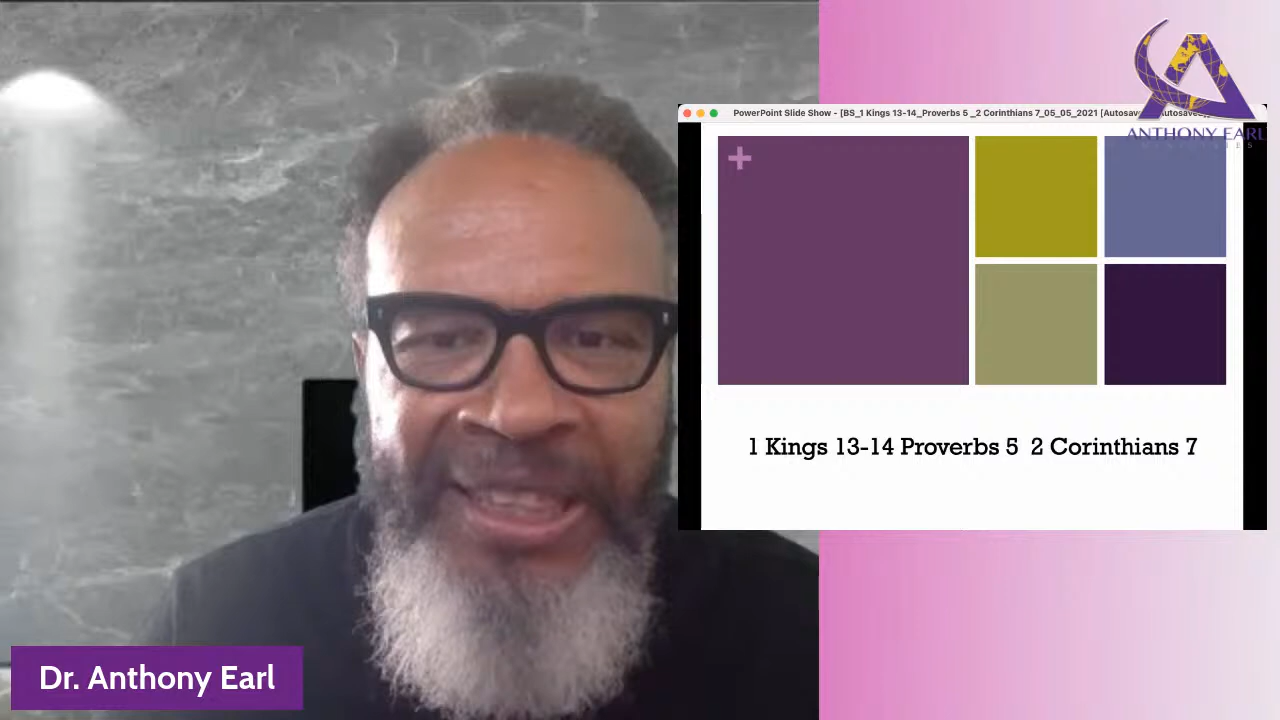 PowerPoint Slide Show - [BS_1 Kings 13-14_Proverbs 5 _2 Corinthians 7_05_05_2021 [Autosav
ANTHONY EARL
MINISTRIES
1 Kings 13-14 Proverbs 5 2 Corinthians 7
Dr. Anthony Earl